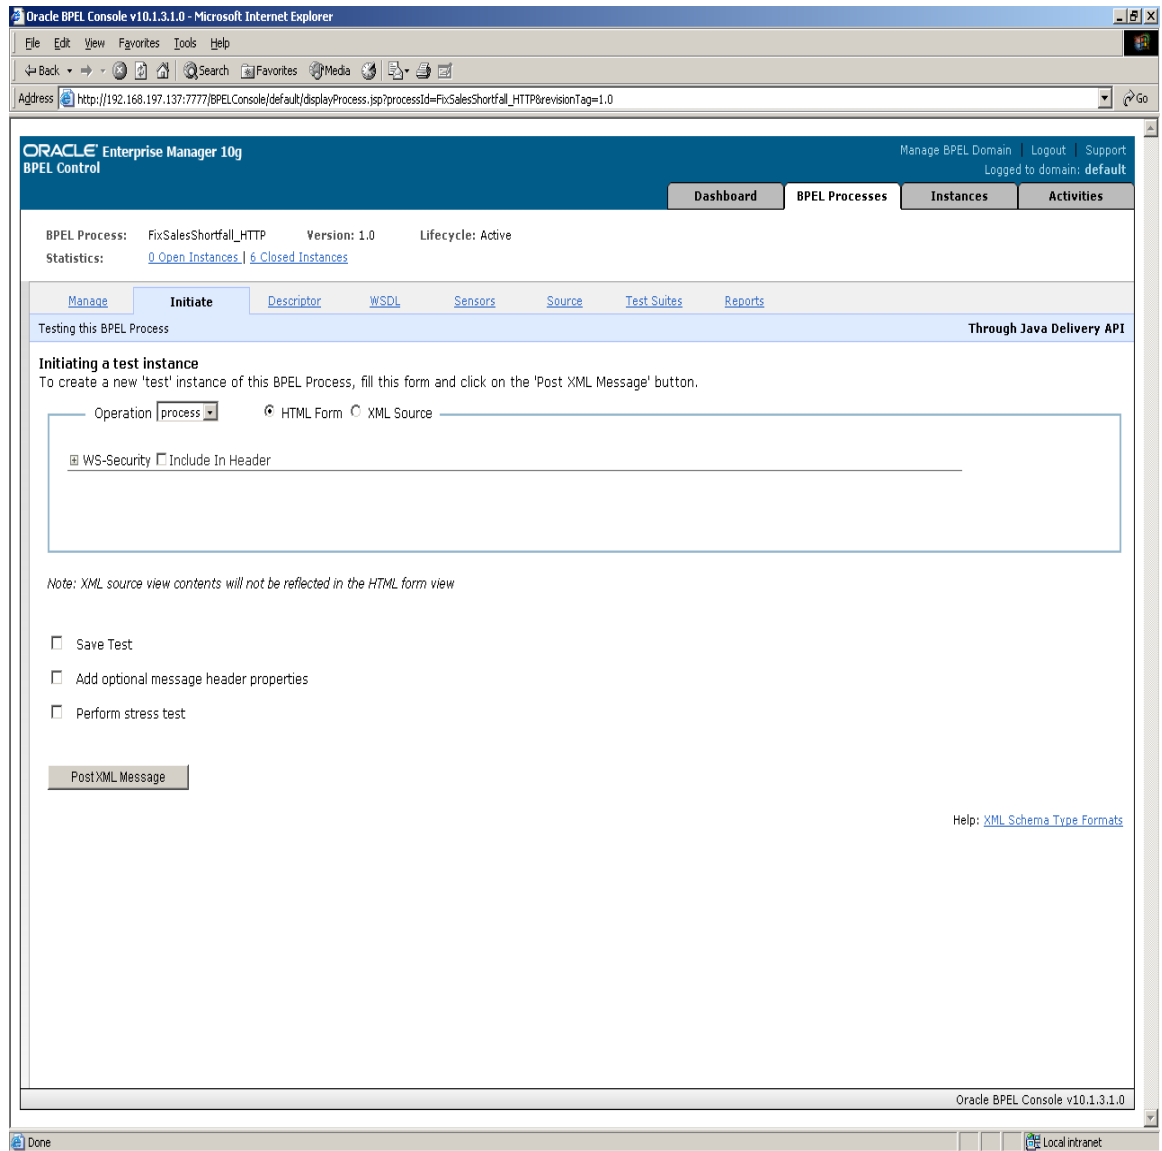 Oracle BPEL Console v10.1.3.1.0 - Microsoft Internet Explorer
File Edit View Favorites Tools Help
Back Search Favorites Media
Address http://192.168.197.137:7777/BPELConsole/default/displayProcess.jsp?processId=FixSalesShortfall_HTTP&revisionTag=1.0 Go
ORACLE Enterprise Manager 10g Manage BPEL Domain | Logout | Support
BPEL Control Logged to domain: default
Dashboard BPEL Processes Instances Activities
BPEL Process: FixSalesShortfall_HTTP Version: 1.0 Lifecycle: Active
Statistics: 0 Open Instances | 6 Closed Instances
Manage Initiate Descriptor WSDL Sensors Source Test Suites Reports
Testing this BPEL Process Through Java Delivery API
Initiating a test instance
To create a new 'test' instance of this BPEL Process, fill this form and click on the 'Post XML Message' button.
Operation process HTML Form XML Source
WS-Security Include In Header
Note: XML source view contents will not be reflected in the HTML form view
Save Test
Add optional message header properties
Perform stress test
Post XML Message
Help: XML Schema Type Formats
Oracle BPEL Console v10.1.3.1.0
Done Local intranet